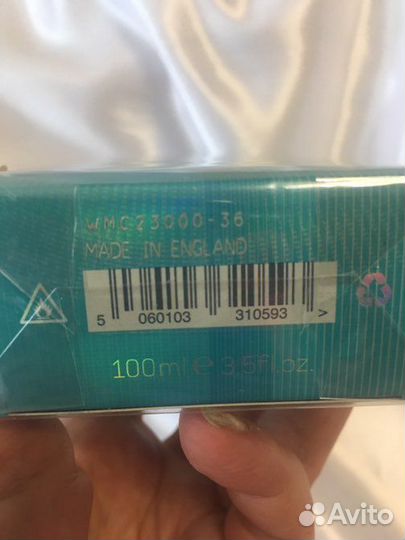 WMC23000-36
MADE IN ENGLAND
5 060103 310593 >
100ml e 3.5fl.oz.
Avito